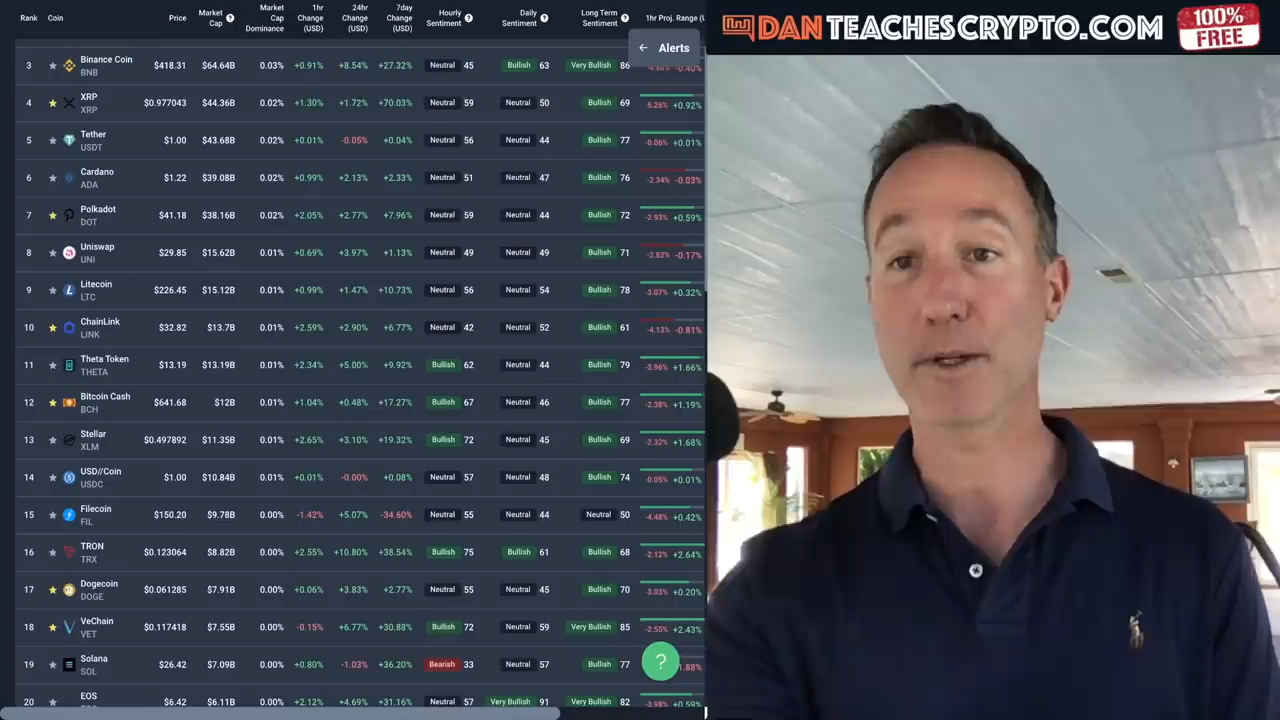 Rank Coin Price Market Cap ? Market Cap Dominance 1hr Change (USD) 24hr Change (USD) 7day Change (USD) Hourly Sentiment ? Daily Sentiment ? Long Term Sentiment ? 1hr Proj. Range (
← Alerts
3 Binance Coin BNB $418.31 $64.64B 0.03% +0.91% +8.54% +27.32% Neutral 45 Bullish 63 Very Bullish 86 -0.40%
4 XRP XRP $0.977043 $44.36B 0.02% +1.30% +1.72% +70.03% Neutral 59 Neutral 50 Bullish 69 -5.26% +0.92%
5 Tether USDT $1.00 $43.68B 0.02% +0.01% -0.05% +0.04% Neutral 56 Neutral 44 Bullish 77 -0.06% +0.01%
6 Cardano ADA $1.22 $39.08B 0.02% +0.99% +2.13% +2.33% Neutral 51 Neutral 47 Bullish 76 -2.34% -0.03%
7 Polkadot DOT $41.18 $38.16B 0.02% +2.05% +2.77% +7.96% Neutral 59 Neutral 44 Bullish 72 -2.93% +0.59%
8 Uniswap UNI $29.85 $15.62B 0.01% +0.69% +3.97% +1.13% Neutral 49 Neutral 49 Bullish 71 -2.82% -0.17%
9 Litecoin LTC $226.45 $15.12B 0.01% +0.99% +1.47% +10.73% Neutral 56 Neutral 54 Bullish 78 -3.07% +0.32%
10 ChainLink LINK $32.82 $13.7B 0.01% +2.59% +2.90% +6.77% Neutral 42 Neutral 52 Bullish 61 -4.13% -0.81%
11 Theta Token THETA $13.19 $13.19B 0.01% +2.34% +5.00% +9.92% Bullish 62 Neutral 44 Bullish 79 -3.96% +1.66%
12 Bitcoin Cash BCH $641.68 $12B 0.01% +1.04% +0.48% +17.27% Bullish 67 Neutral 46 Bullish 77 -2.38% +1.19%
13 Stellar XLM $0.497892 $11.35B 0.01% +2.65% +3.10% +19.32% Bullish 72 Neutral 45 Bullish 69 -2.32% +1.68%
14 USD//Coin USDC $1.00 $10.84B 0.01% +0.01% -0.00% +0.08% Neutral 57 Neutral 48 Bullish 74 -0.05% +0.01%
15 Filecoin FIL $150.20 $9.78B 0.00% -1.42% +5.07% -34.60% Neutral 55 Neutral 44 Neutral 50 -4.48% +0.42%
16 TRON TRX $0.123064 $8.82B 0.00% +2.55% +10.80% +38.54% Bullish 75 Bullish 61 Bullish 68 -2.12% +2.64%
17 Dogecoin DOGE $0.061285 $7.91B 0.00% +0.06% +3.83% +2.77% Neutral 55 Neutral 45 Bullish 70 -3.03% +0.20%
18 VeChain VET $0.117418 $7.55B 0.00% -0.15% +6.77% +30.88% Bullish 72 Neutral 59 Very Bullish 85 -2.55% +2.43%
19 Solana SOL $26.42 $7.09B 0.00% +0.80% -1.03% +36.20% Bearish 33 Neutral 57 Bullish 77 ? 1.88%
20 EOS $6.42 $6.11B 0.00% +2.12% +4.69% +31.16% Neutral 57 Very Bullish 91 Very Bullish 82 -3.98% +0.59%
DANTEACHESCRYPTO.COM
100%
FREE